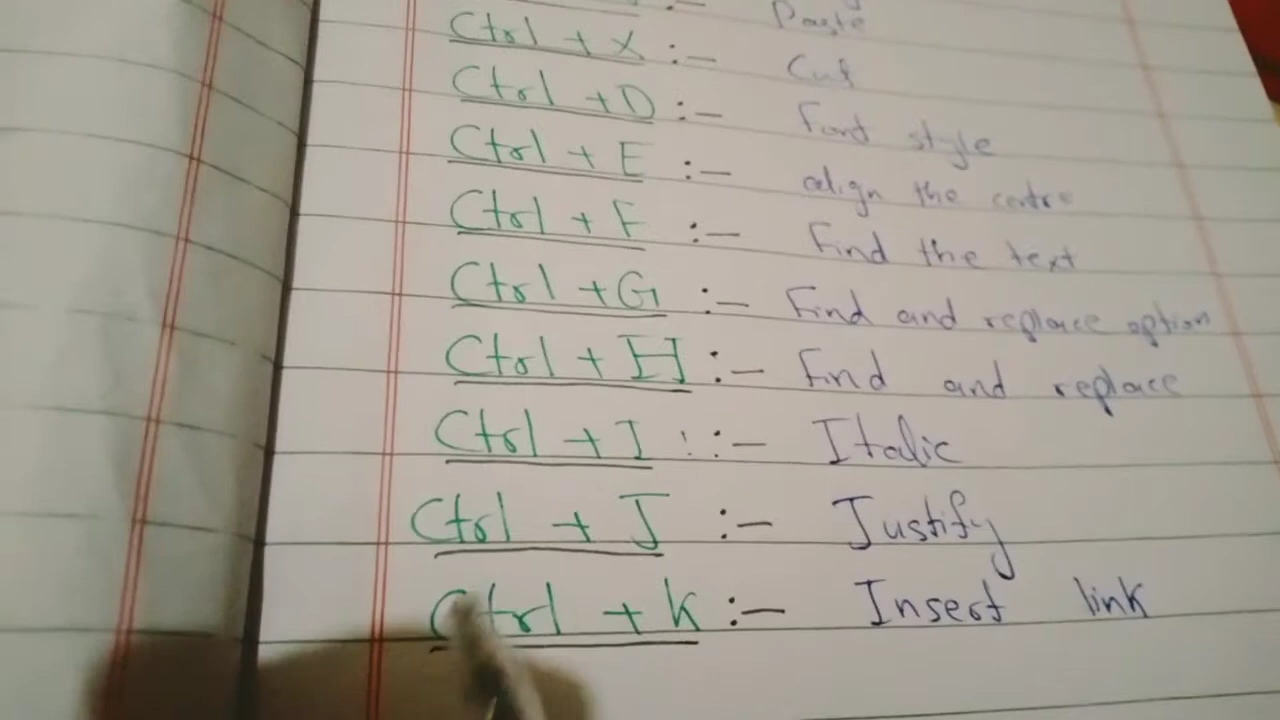 :- Paste
Ctrl + X :- Cut
Ctrl + D :- Font style
Ctrl + E :- align the centre
Ctrl + F :- Find the text
Ctrl + G :- Find and replace option
Ctrl + H :- Find and replace
Ctrl + I :- Italic
Ctrl + J :- Justify
Ctrl + K :- Insert link